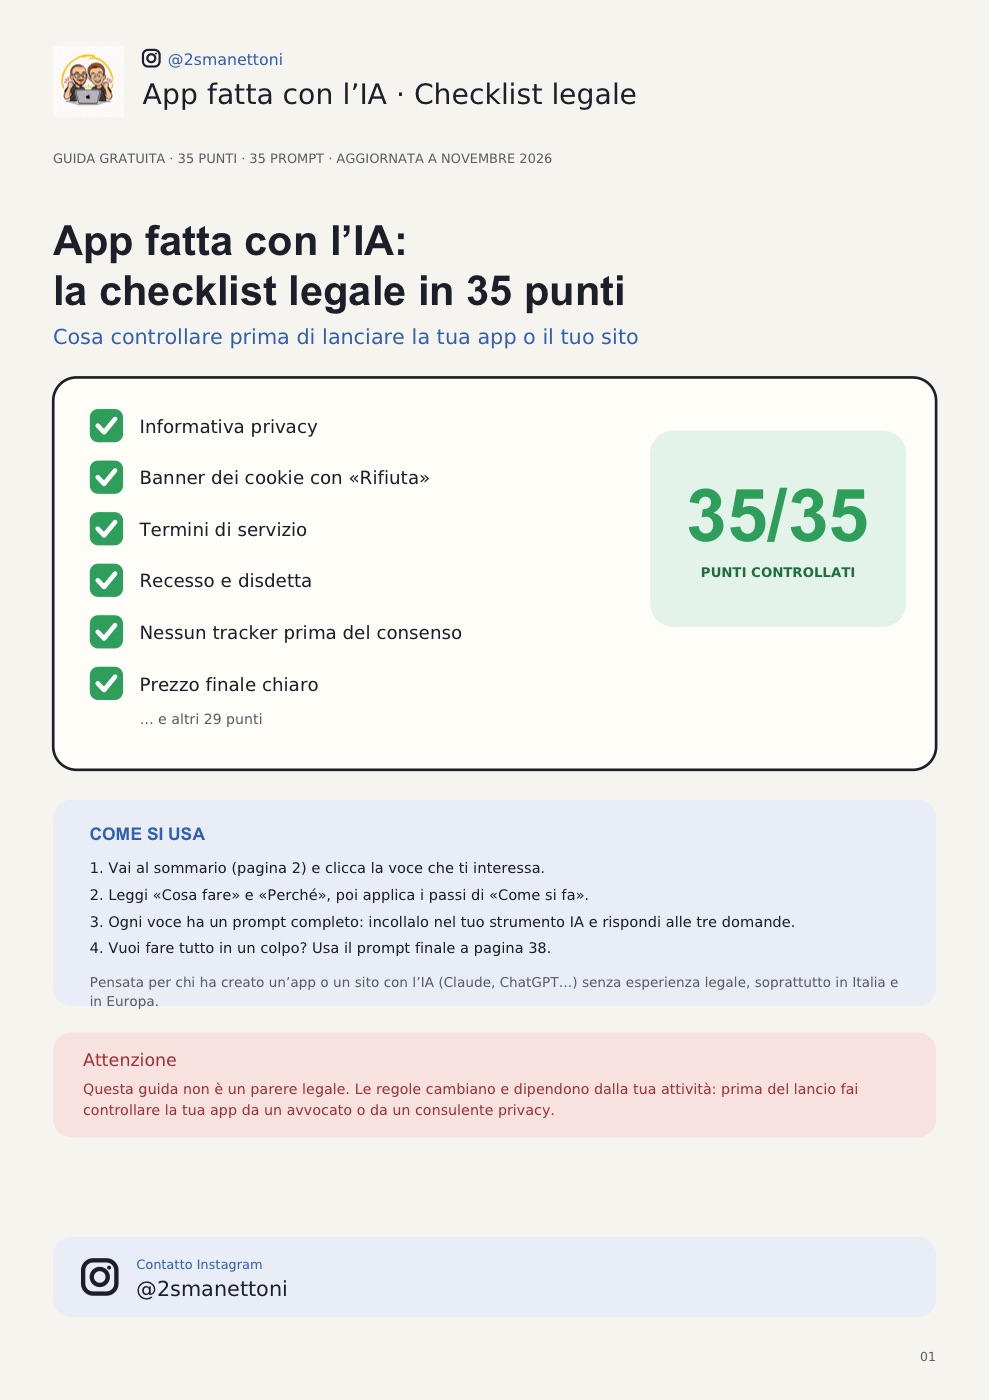 @2smanettoni
App fatta con l’IA · Checklist legale
GUIDA GRATUITA · 35 PUNTI · 35 PROMPT · AGGIORNATA A NOVEMBRE 2026
App fatta con l’IA:
la checklist legale in 35 punti
Cosa controllare prima di lanciare la tua app o il tuo sito
Informativa privacy
Banner dei cookie con «Rifiuta»
Termini di servizio
Recesso e disdetta
Nessun tracker prima del consenso
Prezzo finale chiaro
… e altri 29 punti
35/35
PUNTI CONTROLLATI
COME SI USA
1. Vai al sommario (pagina 2) e clicca la voce che ti interessa.
2. Leggi «Cosa fare» e «Perché», poi applica i passi di «Come si fa».
3. Ogni voce ha un prompt completo: incollalo nel tuo strumento IA e rispondi alle tre domande.
4. Vuoi fare tutto in un colpo? Usa il prompt finale a pagina 38.
Pensata per chi ha creato un’app o un sito con l’IA (Claude, ChatGPT…) senza esperienza legale, soprattutto in Italia e
in Europa.
Attenzione
Questa guida non è un parere legale. Le regole cambiano e dipendono dalla tua attività: prima del lancio fai
controllare la tua app da un avvocato o da un consulente privacy.
Contatto Instagram
@2smanettoni
01